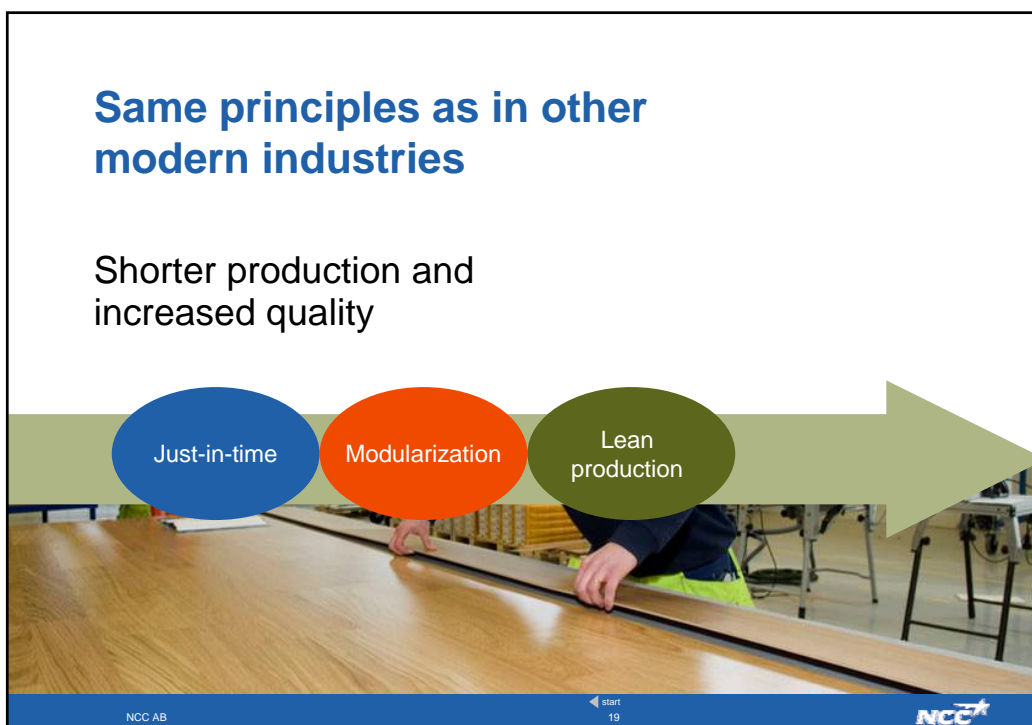 Same principles as in other
modern industries
Shorter production and
increased quality
Just-in-time
Modularization
Lean
production
NCC AB
start
19
NCC